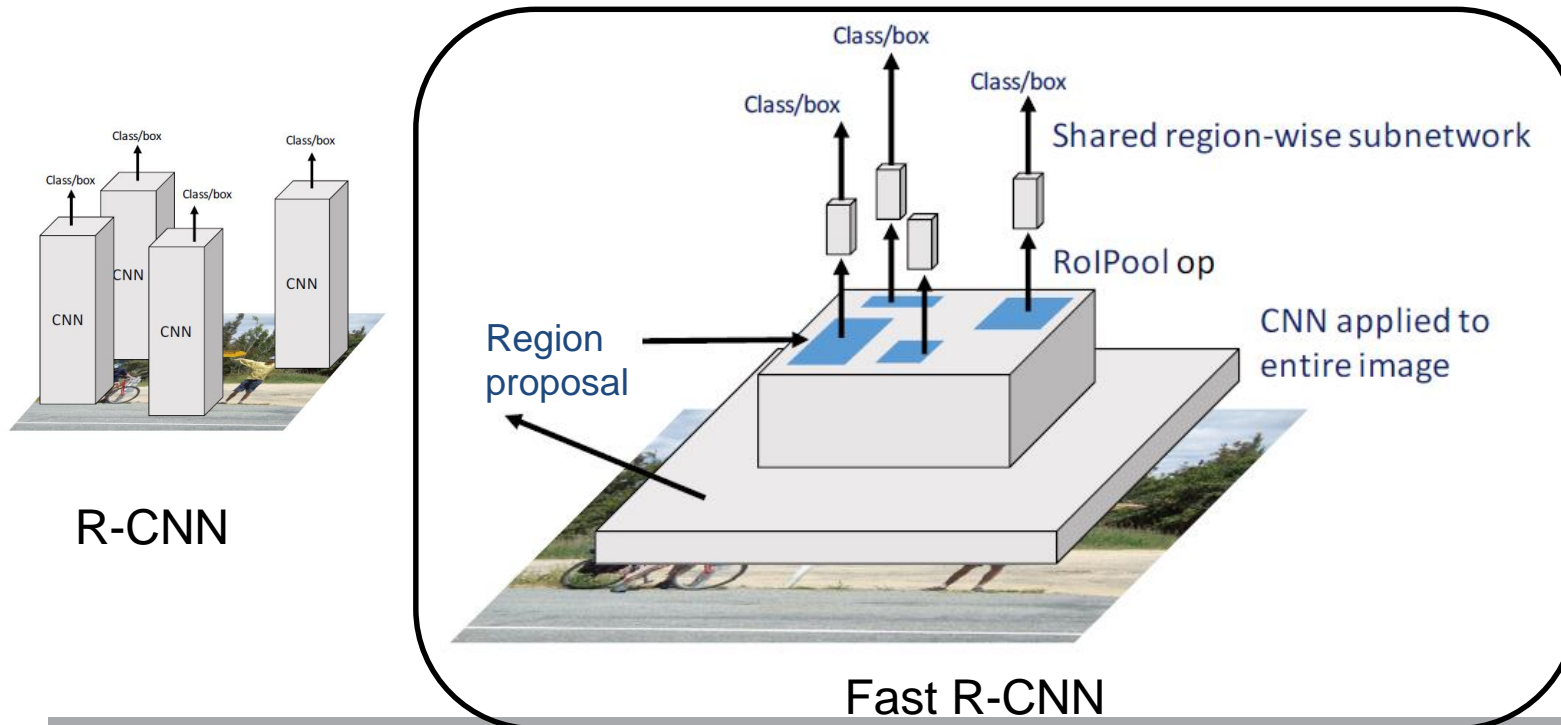 Class/box
Class/box
Class/box
Class/box
CNN
CNN
CNN
CNN
R-CNN
Class/box
Class/box
Class/box
Shared region-wise subnetwork
RoIPool op
Region
proposal
CNN applied to
entire image
Fast R-CNN